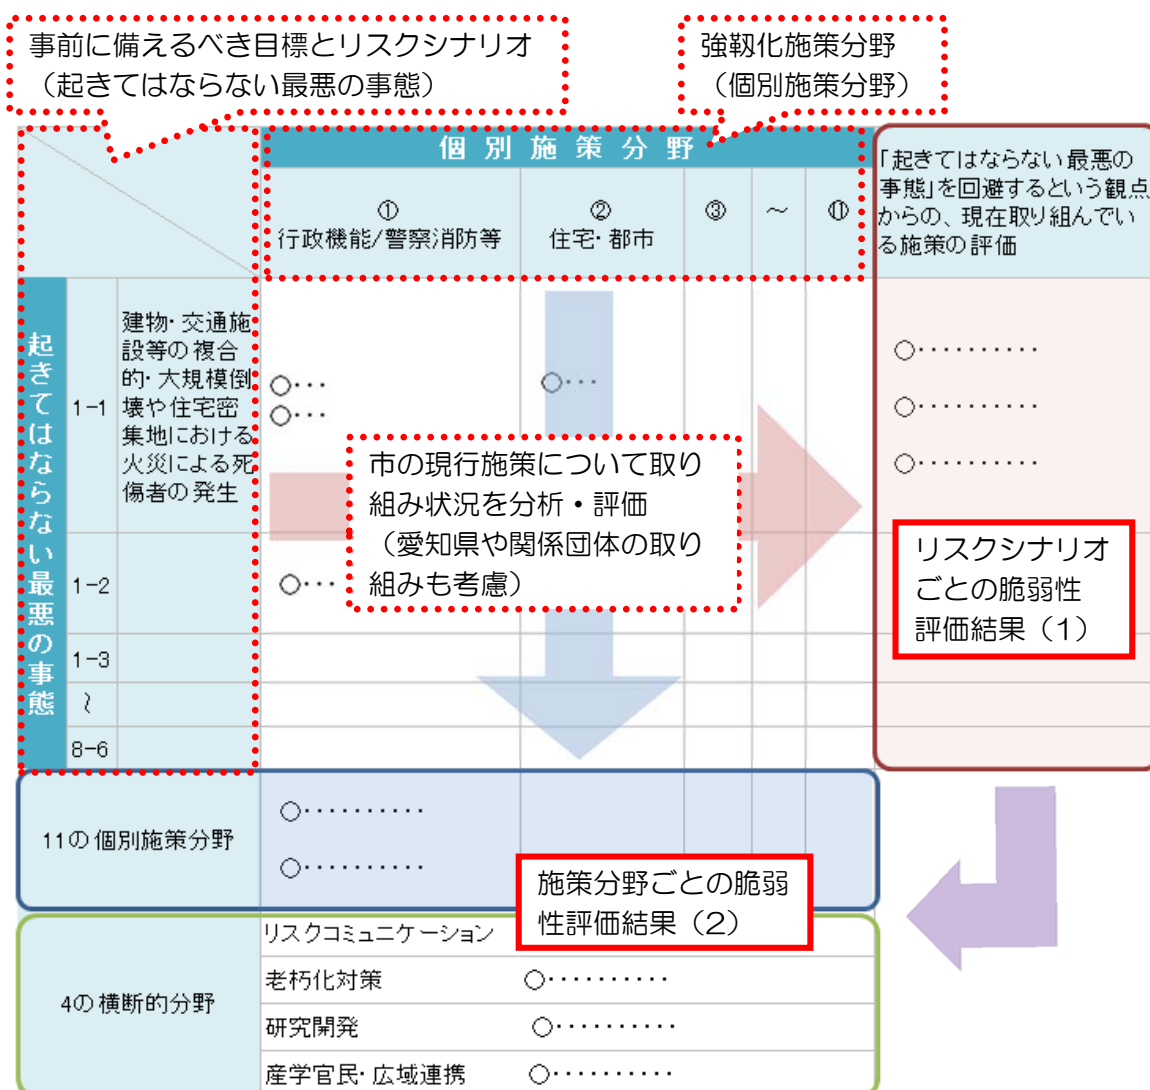 事前に備えるべき目標とリスクシナリオ
（起きてはならない最悪の事態）
強靱化施策分野
（個別施策分野）
個別施策分野
①
行政機能/警察消防等
②
住宅・都市
③
～
⑪
「起きてはならない最悪の
事態」を回避するという観点
からの、現在取り組んでい
る施策の評価
起きてはならない最悪の事態
1-1
建物・交通施
設等の複合
的・大規模倒
壊や住宅密
集地における
火災による死
傷者の発生
○･･･
○･･･
○･･･
○･･････････
○･･････････
○･･････････
市の現行施策について取り
組み状況を分析・評価
（愛知県や関係団体の取り
組みも考慮）
1-2
○･･･
リスクシナリオ
ごとの脆弱性
評価結果（1）
1-3
～
8-6
11の個別施策分野
○･･････････
○･･････････
施策分野ごとの脆弱
性評価結果（2）
4の横断的分野
リスクコミュニケーション
老朽化対策
○･･････････
研究開発
○･･････････
産学官民・広域連携
○･･････････